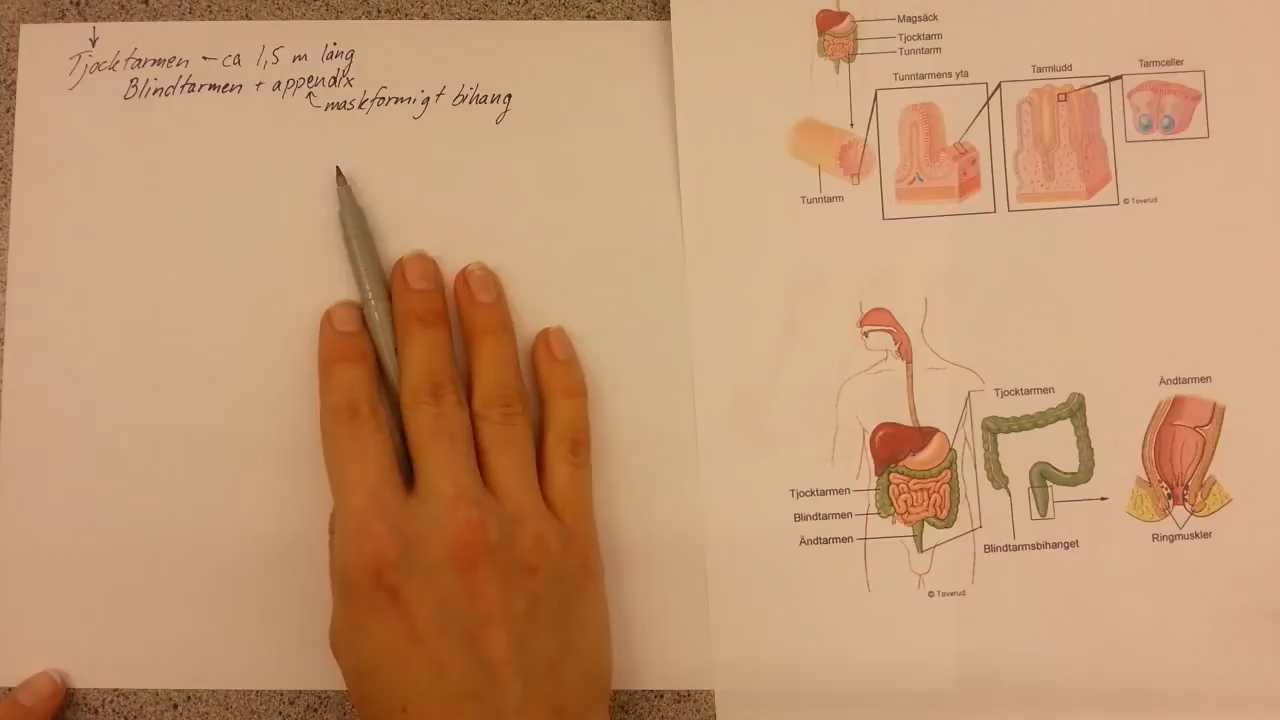 Tjocktarmen - ca 1,5 m lång
Blindtarmen + appendix
maskformigt bihang
Magsäck
Tjocktarm
Tunntarm
Tunntarmens yta
Tarmludd
Tarmceller
Tunntarm
© Toverud
Tjocktarmen
Ändtarmen
Tjocktarmen
Blindtarmen
Ändtarmen
Blindtarmsbihanget
Ringmuskler
© Toverud